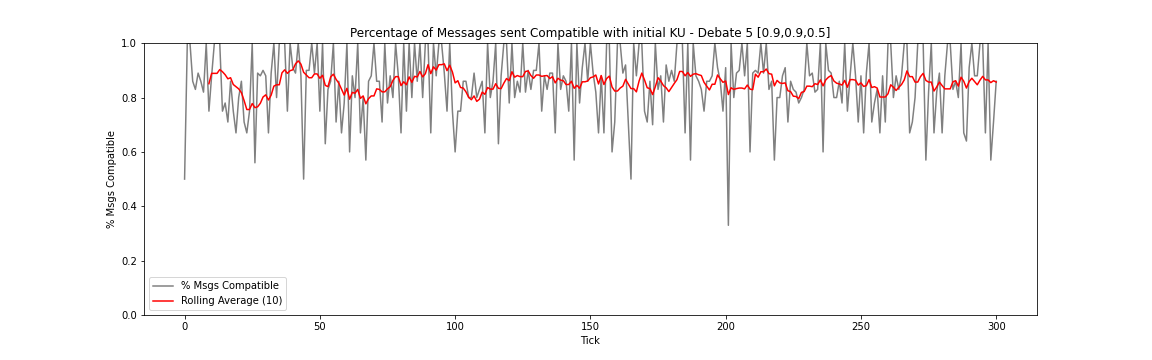 Percentage of Messages sent Compatible with initial KU - Debate 5 [0.9,0.9,0.5]
1.0
0.8
0.6
0.4
0.2
0.0
% Msgs Compatible
% Msgs Compatible
Rolling Average (10)
0 50 100 150 200 250 300
Tick